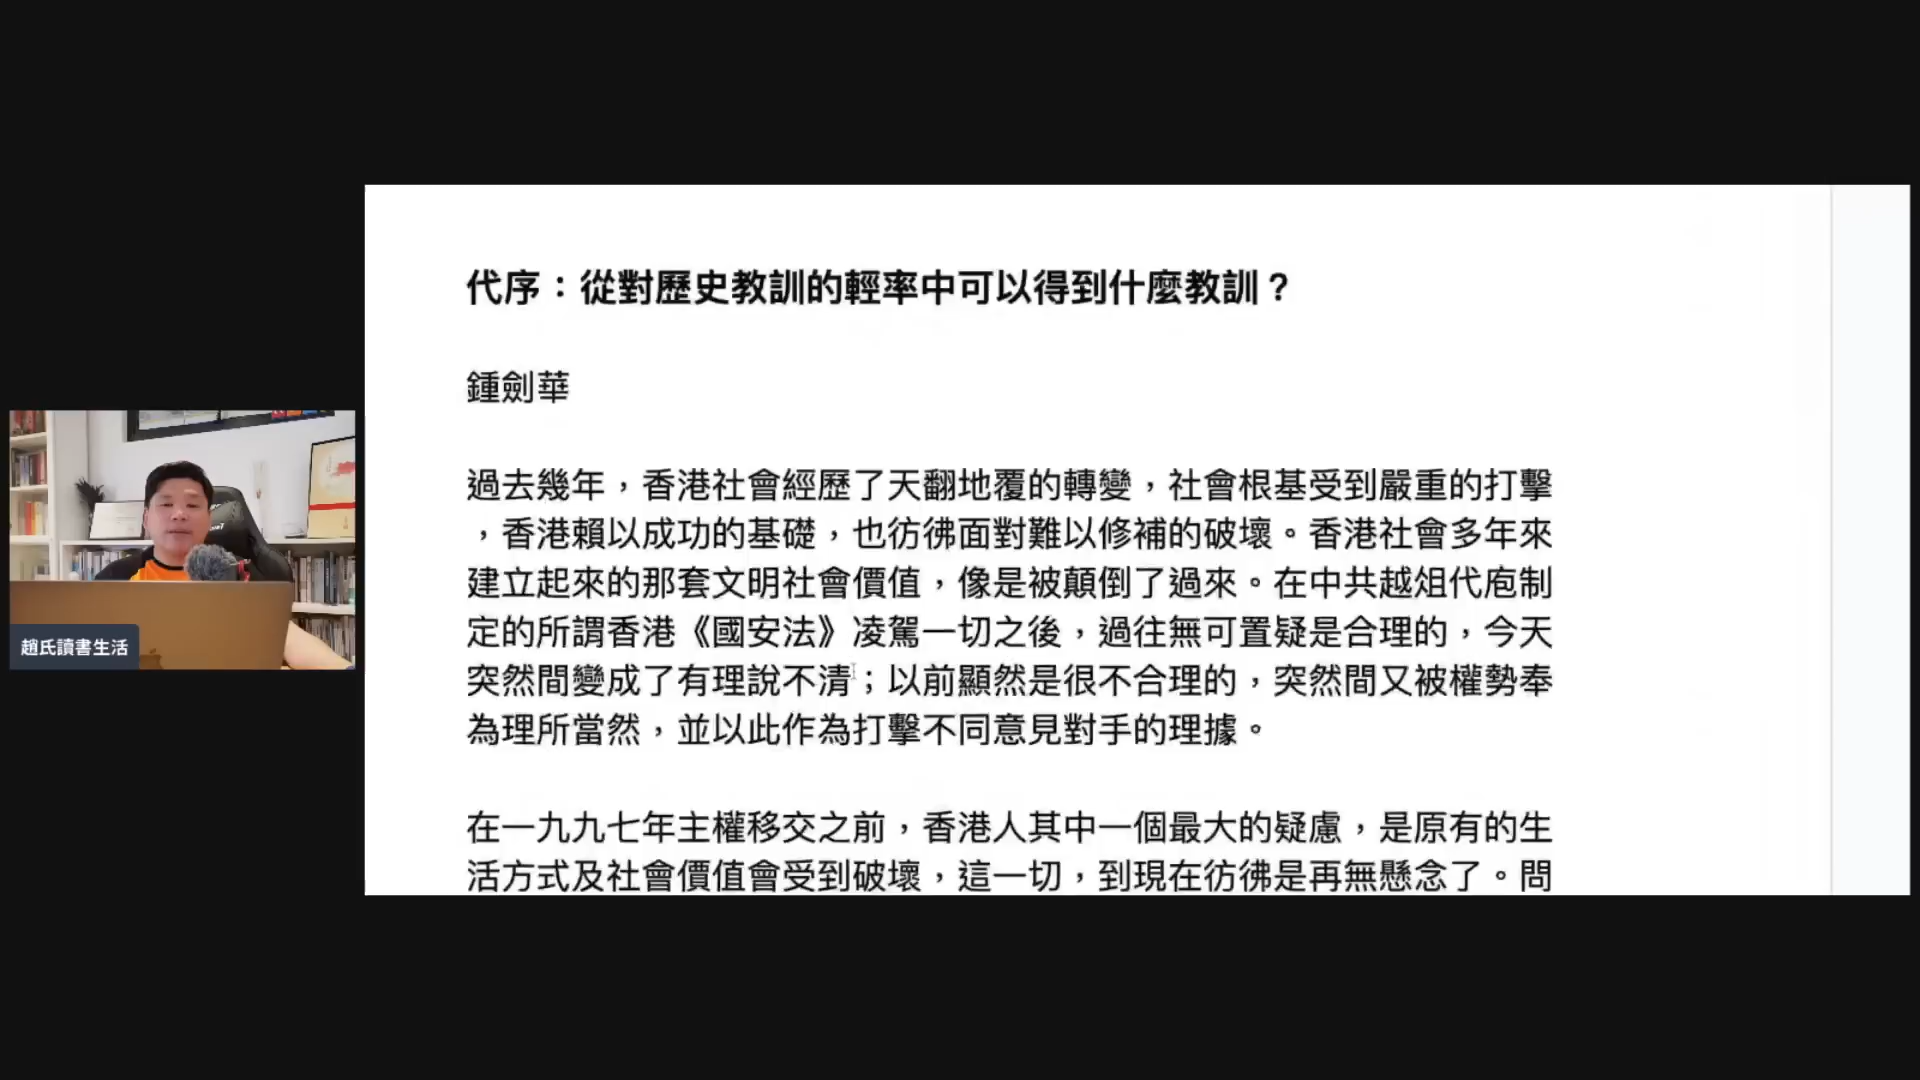 代序：從對歷史教訓的輕率中可以得到什麼教訓？
鍾劍華
過去幾年，香港社會經歷了天翻地覆的轉變，社會根基受到嚴重的打擊
，香港賴以成功的基礎，也彷彿面對難以修補的破壞。香港社會多年來
建立起來的那套文明社會價值，像是被顛倒了過來。在中共越俎代庖制
定的所謂香港《國安法》凌駕一切之後，過往無可置疑是合理的，今天
突然間變成了有理說不清；以前顯然是很不合理的，突然間又被權勢奉
為理所當然，並以此作為打擊不同意見對手的理據。
在一九九七年主權移交之前，香港人其中一個最大的疑慮，是原有的生
活方式及社會價值會受到破壞，這一切，到現在彷彿是再無懸念了。問
趙氏讀書生活